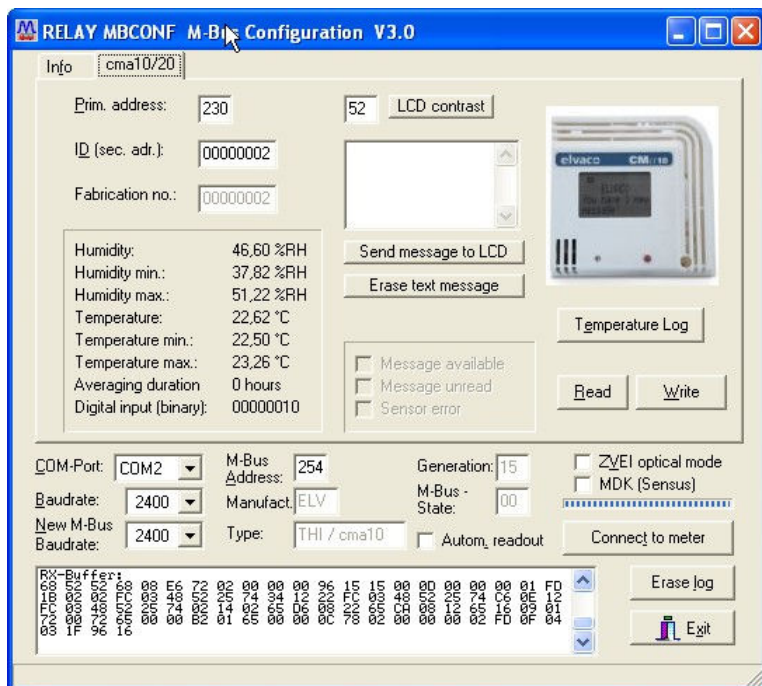 RELAY MBCONF M-Bus Configuration V3.0
Info
cma10/20
Prim. address: 230
52 LCD contrast
ID (sec. adr.): 00000002
Fabrication no.: 00000002
elvaco
Humidity: 46,60 %RH
Humidity min.: 37,82 %RH
Humidity max.: 51,22 %RH
Temperature: 22,62 °C
Temperature min.: 22,50 °C
Temperature max.: 23,26 °C
Averaging duration 0 hours
Digital input (binary): 00000010
Send message to LCD
Erase text message
Message available
Message unread
Sensor error
Temperature Log
Read
Write
COM-Port: COM2
Baudrate: 2400
New M-Bus
Baudrate: 2400
M-Bus
Address: 254
Manufact. ELV
Type: THI / cma10
Generation: 15
M-Bus -
State: 00
Autom. readout
ZVEI optical mode
MDK (Sensus)
Connect to meter
RX-Buffer:
68 52 52 68 08 E6 72 02 00 00 00 96 15 15 00 0D 00 00 00 01 FD
1B 02 02 FC 03 48 52 25 74 34 12 22 FC 03 48 52 25 74 C6 0E 12
FC 03 48 52 25 74 02 14 02 65 D6 08 22 65 CA 08 12 65 16 09 01
72 00 72 65 00 00 B2 01 65 00 00 0C 78 02 00 00 00 02 FD 0F 04
03 1F 96 16
Erase log
Exit